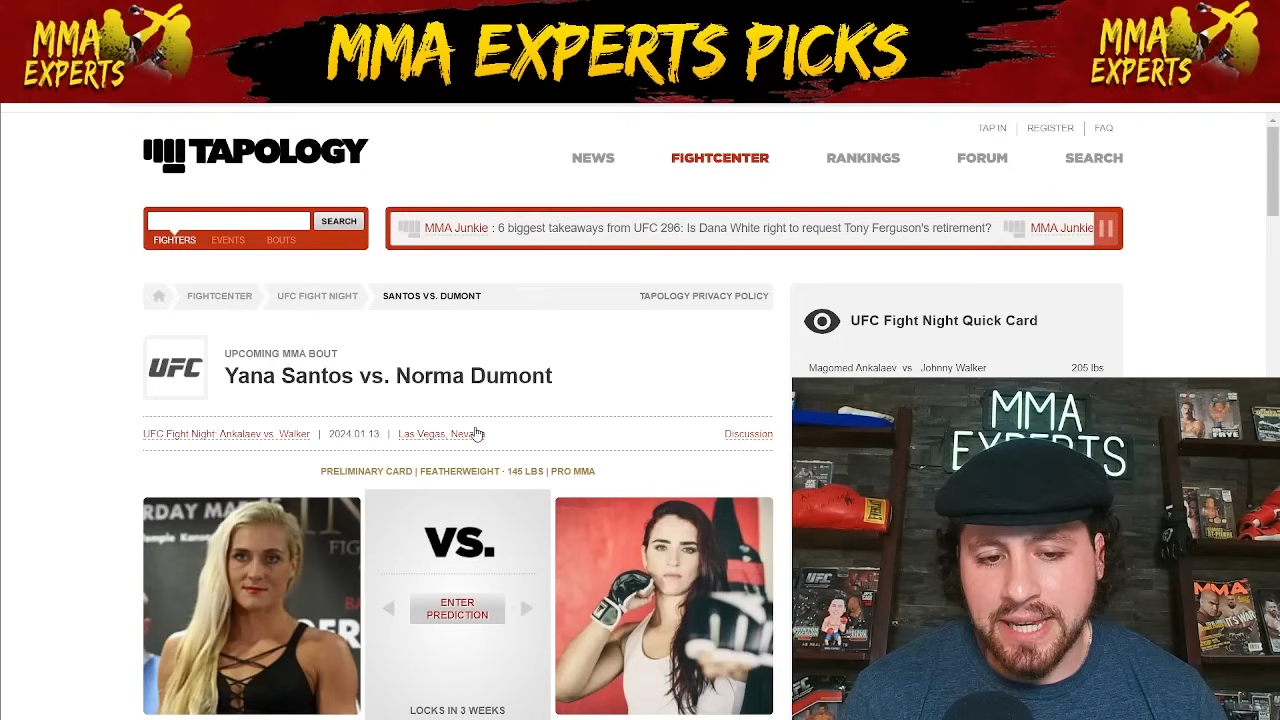 MMA EXPERTS
MMA EXPERTS PICKS
MMA EXPERTS
TAP IN | REGISTER | FAQ
TAPOLOGY
NEWS FIGHTCENTER RANKINGS FORUM SEARCH
SEARCH
FIGHTERS EVENTS BOUTS
MMA Junkie : 6 biggest takeaways from UFC 296: Is Dana White right to request Tony Ferguson's retirement?
MMA Junkie
FIGHTCENTER UFC FIGHT NIGHT SANTOS VS. DUMONT TAPOLOGY PRIVACY POLICY
UFC Fight Night Quick Card
Magomed Ankalaev vs Johnny Walker 205 lbs
UFC
UPCOMING MMA BOUT
Yana Santos vs. Norma Dumont
UFC Fight Night: Ankalaev vs. Walker | 2024.01.13 | Las Vegas, Nevada
Discussion
PRELIMINARY CARD | FEATHERWEIGHT · 145 LBS | PRO MMA
VS.
ENTER
PREDICTION
LOCKS IN 3 WEEKS
MMA
EXPERTS
EVERLAST
UFC
MMA
IT'S WAR